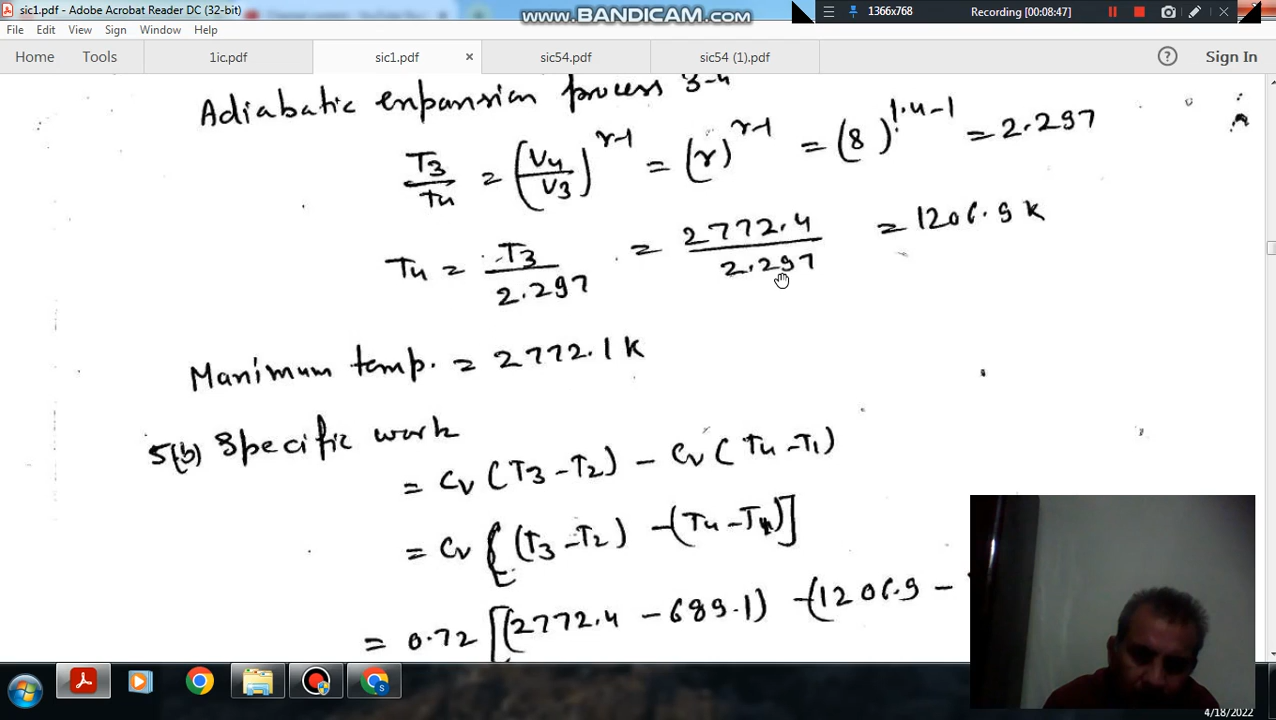 sic1.pdf - Adobe Acrobat Reader DC (32-bit)
www.BANDICAM.com
1366x768
Recording [00:08:47]
File Edit View Sign Window Help
Home Tools 1ic.pdf sic1.pdf × sic54.pdf sic54 (1).pdf Sign In
Adiabatic expansion process 3-4
T3/T4 = (V4/V3)^γ-1 = (r)^γ-1 = (8)^1.4-1 = 2.297
T4 = T3/2.297 = 2772.4/2.297 = 1206.9 K
Manimum temp. = 2772.1 K
5(b) Specific work
= Cv (T3 - T2) - Cv (T4 - T1)
= Cv [(T3 - T2) - (T4 - T1)]
= 0.72 [(2772.4 - 689.1) - (1206.9 -
4/18/2022